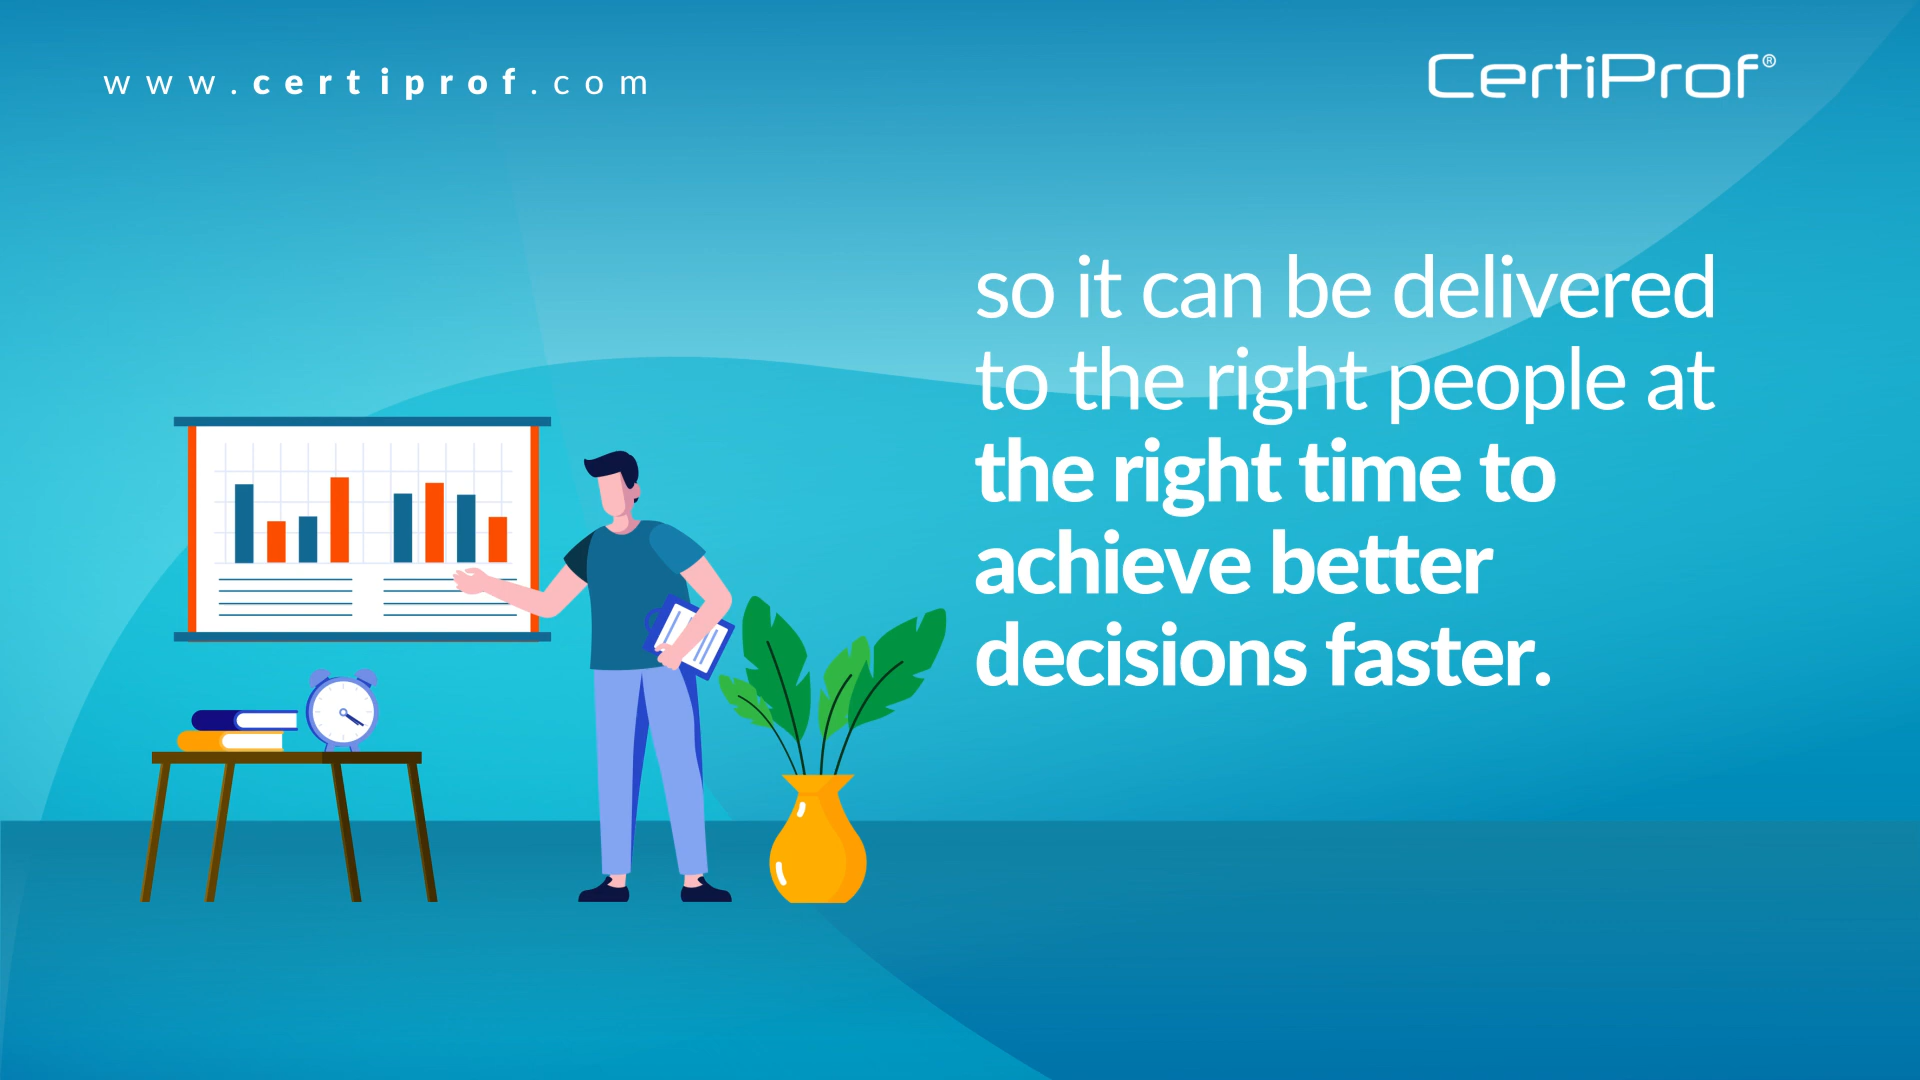 www.certiprof.com
CertiProf®
so it can be delivered
to the right people at
the right time to
achieve better
decisions faster.